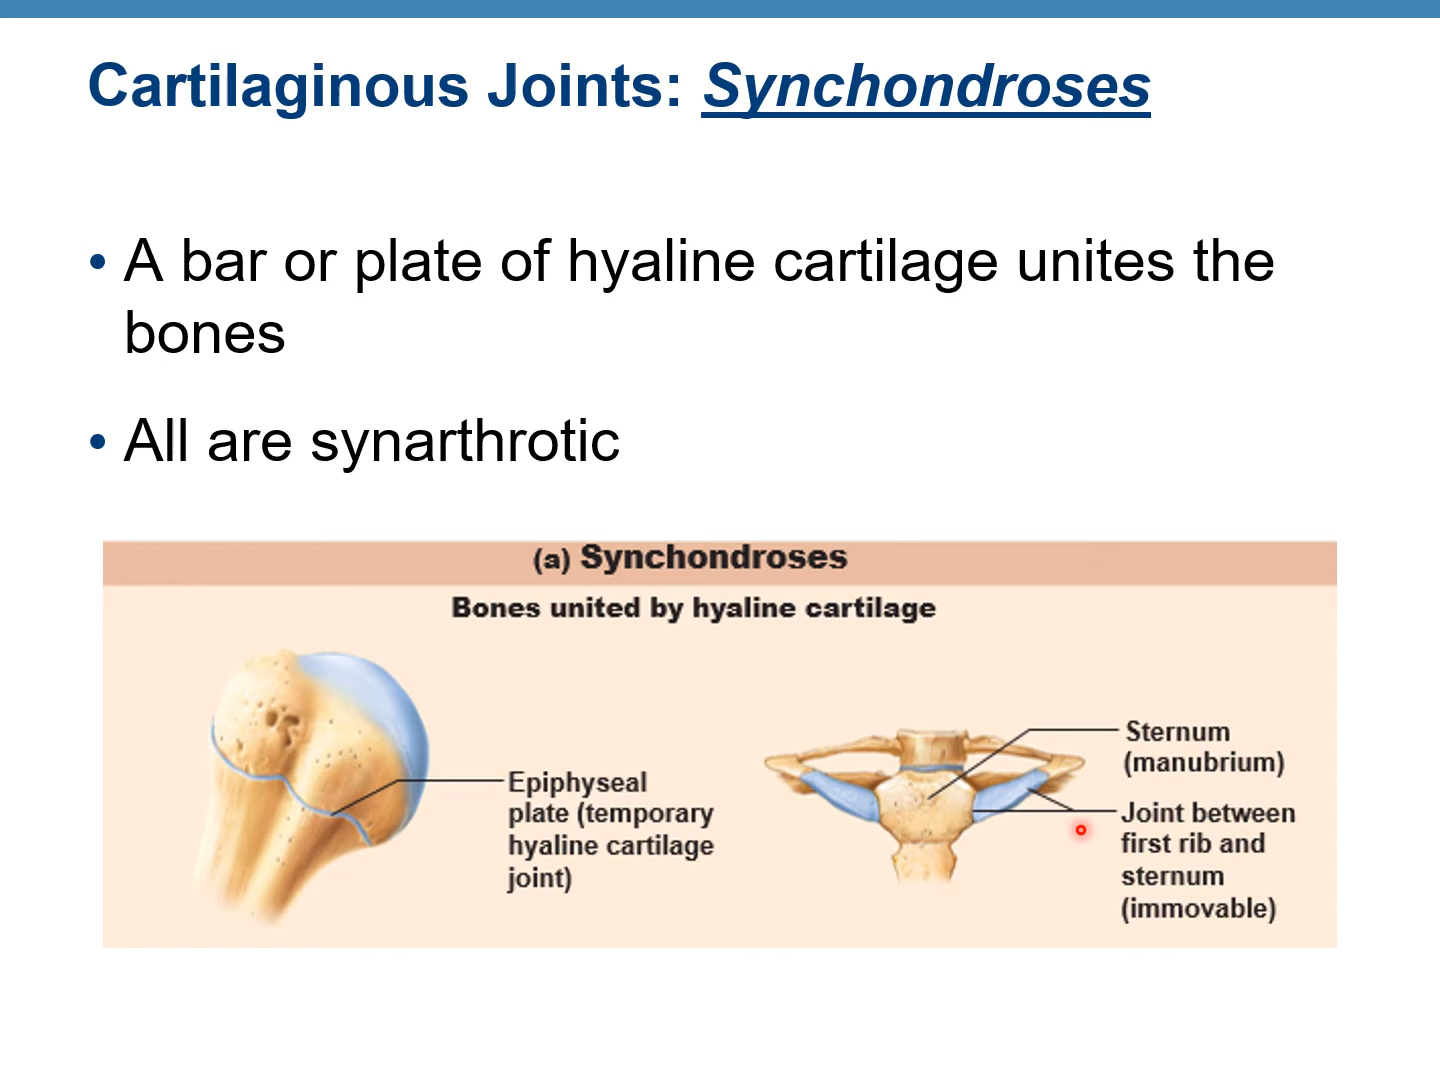 Cartilaginous Joints: Synchondroses
• A bar or plate of hyaline cartilage unites the
bones
• All are synarthrotic
(a) Synchondroses
Bones united by hyaline cartilage
Epiphyseal
plate (temporary
hyaline cartilage
joint)
Sternum
(manubrium)
Joint between
first rib and
sternum
(immovable)